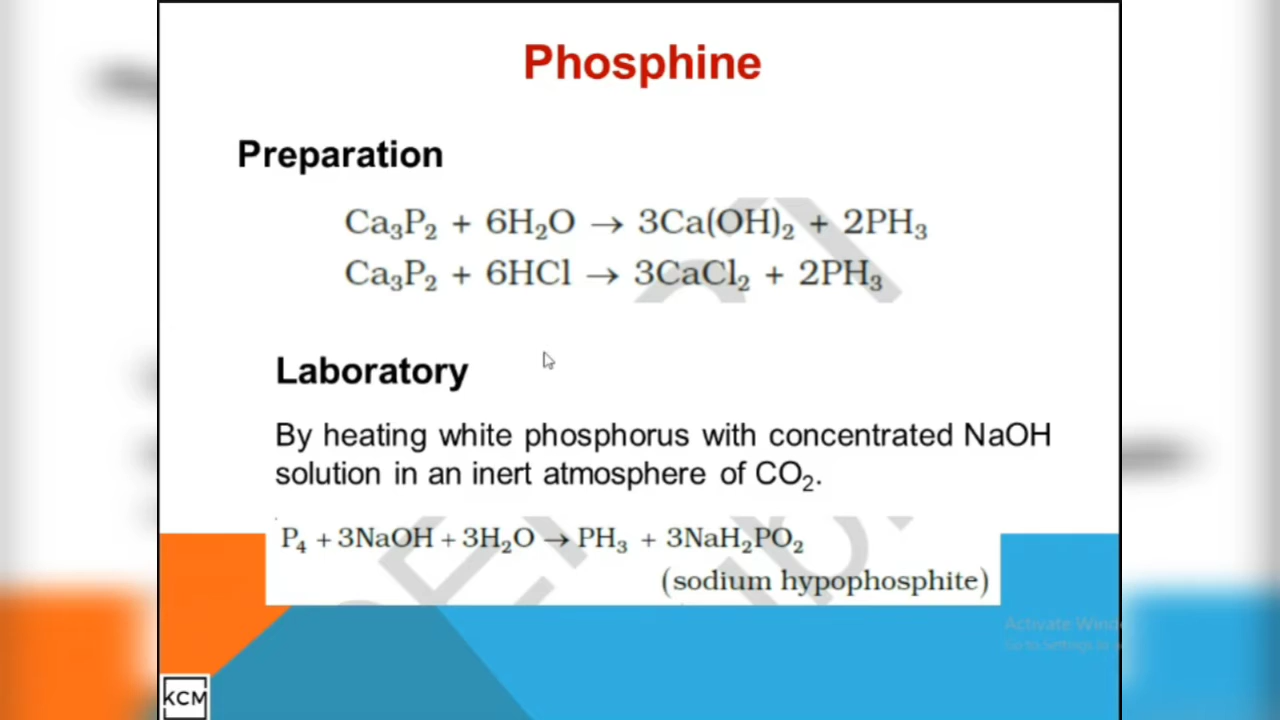 Phosphine
Preparation
Ca₃P₂ + 6H₂O → 3Ca(OH)₂ + 2PH₃
Ca₃P₂ + 6HCl → 3CaCl₂ + 2PH₃
Laboratory
By heating white phosphorus with concentrated NaOH
solution in an inert atmosphere of CO₂.
P₄ + 3NaOH + 3H₂O → PH₃ + 3NaH₂PO₂
(sodium hypophosphite)
Activate
Go to Settings to
KCM